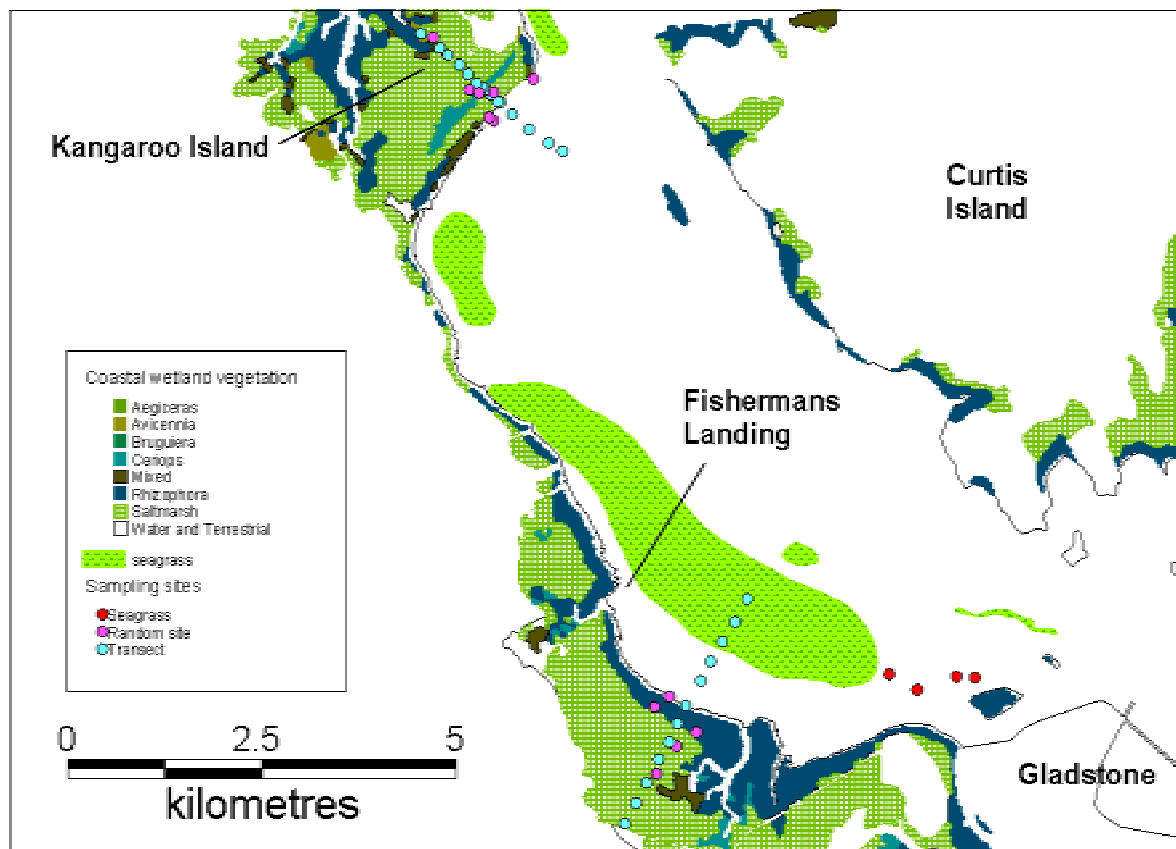 Kangaroo Island
Curtis
Island
Fishermans
Landing
Coastal wetland vegetation
Aegiceras
Avicennia
Bruguiera
Ceriops
Mixed
Rhizophora
Saltmarsh
Water and Terrestrial
seagrass
Sampling sites
Seagrass
Random site
Transect
0 2.5 5
kilometres
Gladstone